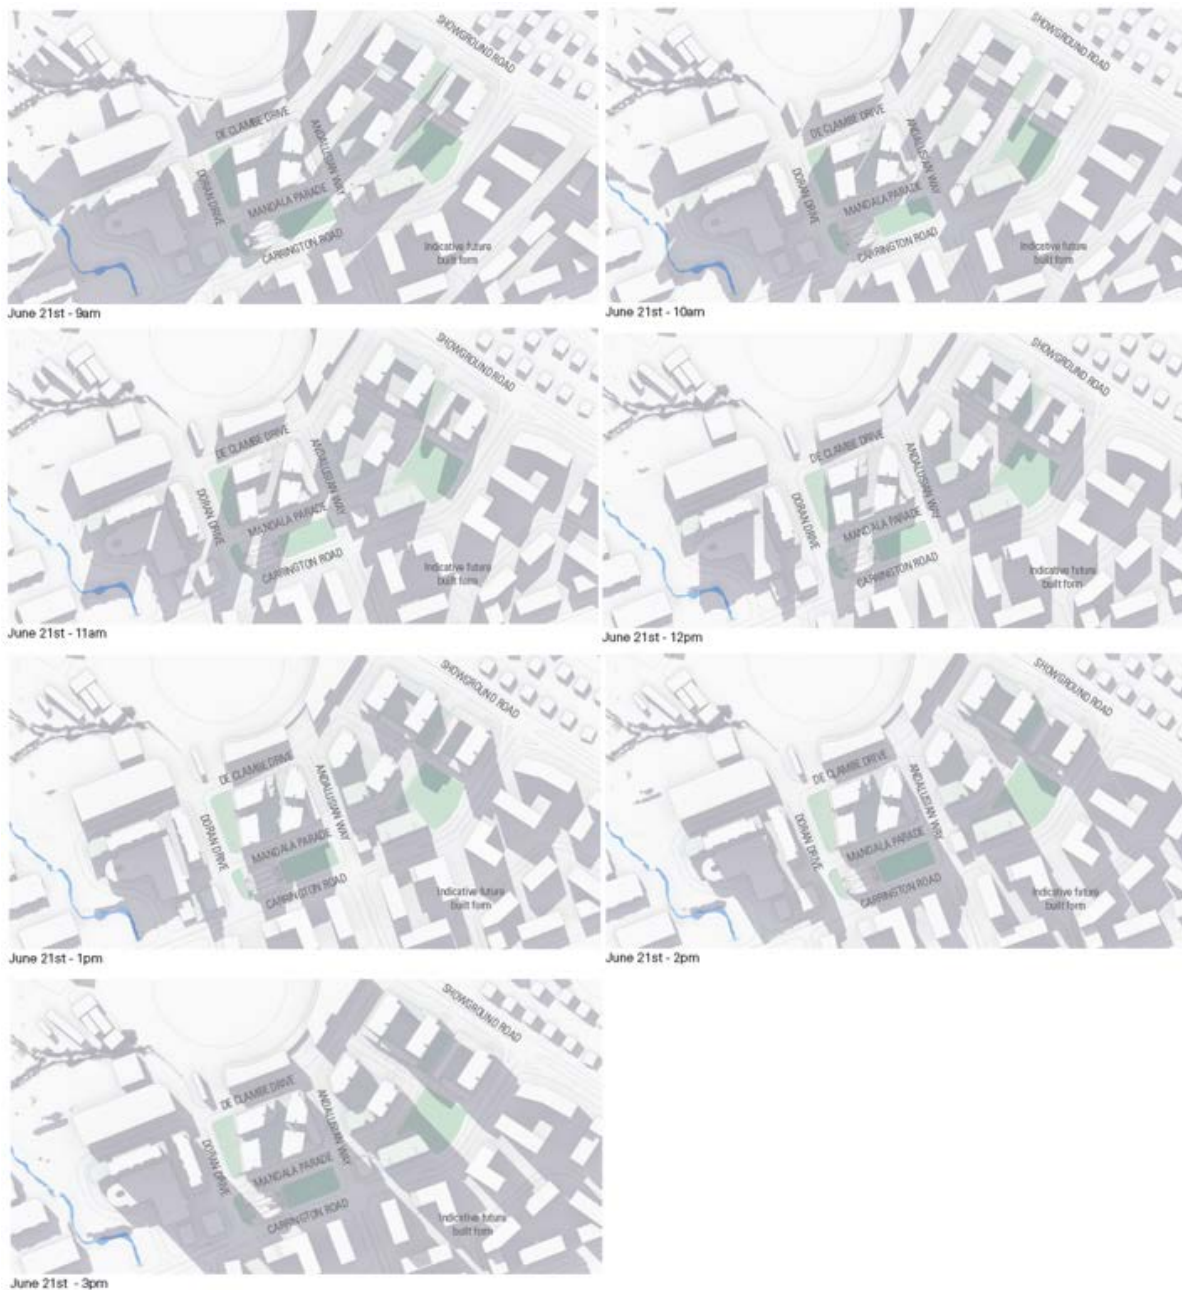 SHOWGROUND ROAD
DE CLAMBE DRIVE
ANDALUSIAN WAY
DORAN DRIVE
MANDALA PARADE
CARRINGTON ROAD
Indicative future
built form
June 21st - 9am
SHOWGROUND ROAD
DE CLAMBE DRIVE
ANDALUSIAN WAY
DORAN DRIVE
MANDALA PARADE
CARRINGTON ROAD
Indicative future
built form
June 21st - 10am
SHOWGROUND ROAD
DE CLAMBE DRIVE
ANDALUSIAN WAY
DORAN DRIVE
MANDALA PARADE
CARRINGTON ROAD
Indicative future
built form
June 21st - 11am
SHOWGROUND ROAD
DE CLAMBE DRIVE
ANDALUSIAN WAY
DORAN DRIVE
MANDALA PARADE
CARRINGTON ROAD
Indicative future
built form
June 21st - 12pm
SHOWGROUND ROAD
DE CLAMBE DRIVE
ANDALUSIAN WAY
DORAN DRIVE
MANDALA PARADE
CARRINGTON ROAD
Indicative future
built form
June 21st - 1pm
SHOWGROUND ROAD
DE CLAMBE DRIVE
ANDALUSIAN WAY
DORAN DRIVE
MANDALA PARADE
CARRINGTON ROAD
Indicative future
built form
June 21st - 2pm
SHOWGROUND ROAD
DE CLAMBE DRIVE
ANDALUSIAN WAY
DORAN DRIVE
MANDALA PARADE
CARRINGTON ROAD
Indicative future
built form
June 21st - 3pm